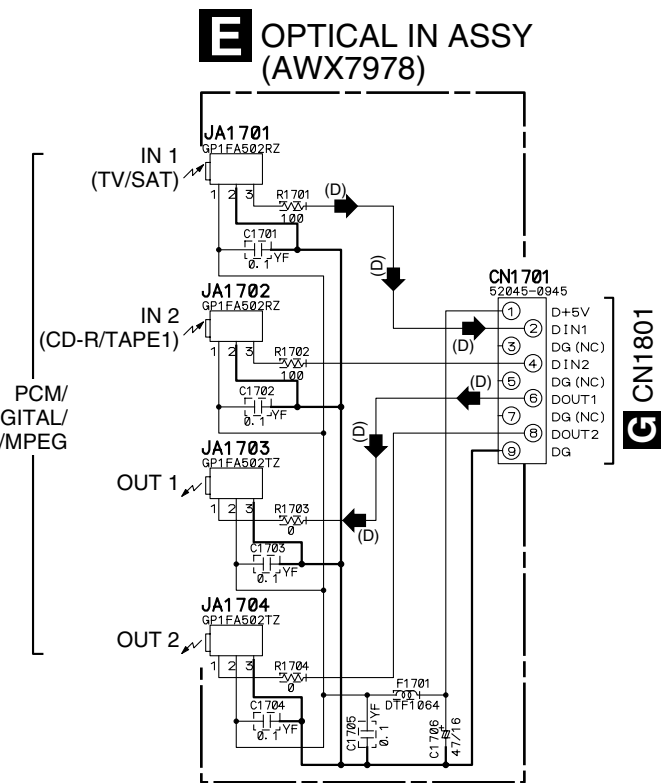 E OPTICAL IN ASSY
(AWX7978)
JA1701
GP1FA502RZ
IN 1
(TV/SAT)
1 2 3
R1701
100
(D)
C1701
0.1 YF
(D)
JA1702
GP1FA502RZ
IN 2
(CD-R/TAPE1)
1 2 3
R1702
100
(D)
C1702
0.1 YF
CN1701
52045-0945
1 D+5V
2 DIN1
3 DG (NC)
4 DIN2
5 DG (NC)
6 DOUT1
7 DG (NC)
8 DOUT2
9 DG
G CN1801
(D)
(D)
PCM/
GITAL/
/MPEG
JA1703
GP1FA502TZ
OUT 1
1 2 3
R1703
0
(D)
C1703
0.1 YF
JA1704
GP1FA502TZ
OUT 2
1 2 3
R1704
0
C1704
0.1 YF
F1701
DTF1064
C1705
0.1 YF
C1706
47/16
+